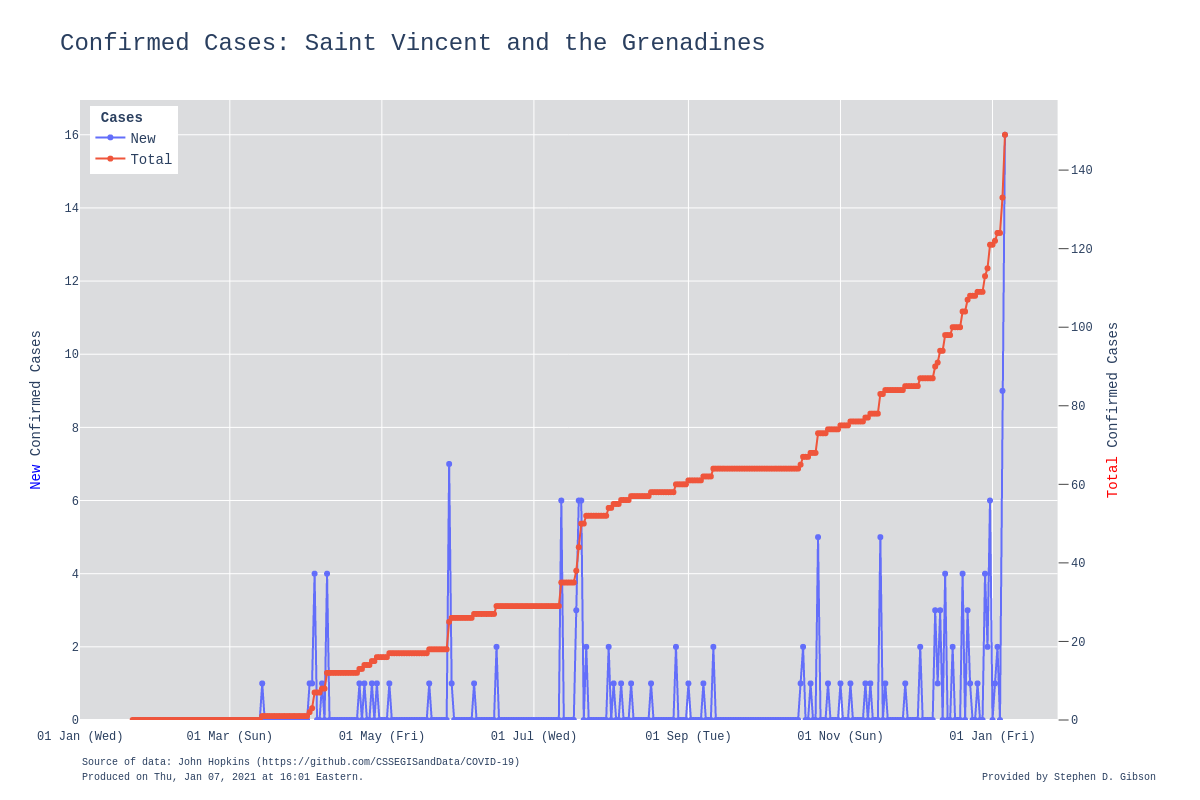 Confirmed Cases: Saint Vincent and the Grenadines
Cases
New
Total
16
14
12
10
8
6
4
2
0
140
120
100
80
60
40
20
0
New Confirmed Cases
Total Confirmed Cases
01 Jan (Wed) 01 Mar (Sun) 01 May (Fri) 01 Jul (Wed) 01 Sep (Tue) 01 Nov (Sun) 01 Jan (Fri)
Source of data: John Hopkins (https://github.com/CSSEGISandData/COVID-19)
Produced on Thu, Jan 07, 2021 at 16:01 Eastern.
Provided by Stephen D. Gibson